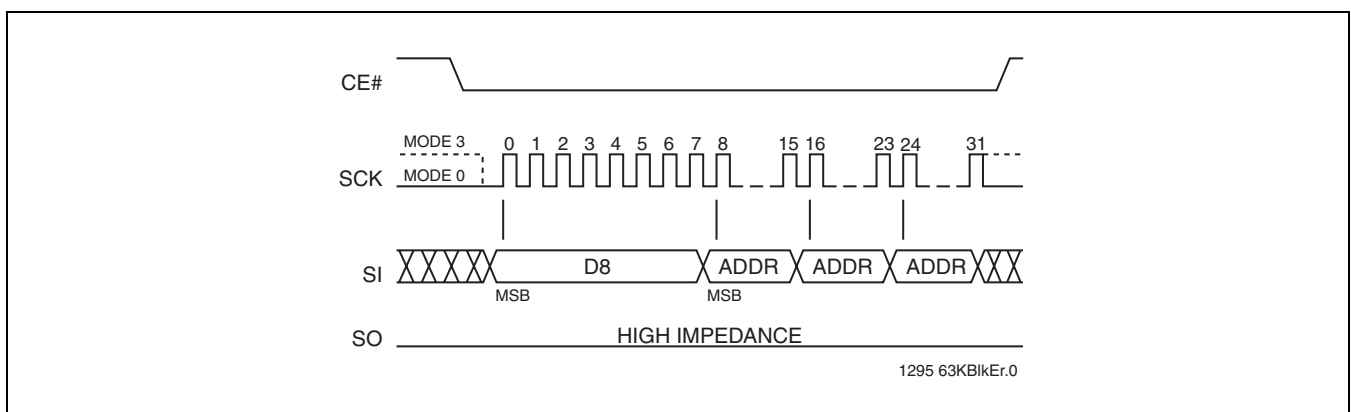 CE#
MODE 3
0 1 2 3 4 5 6 7 8 15 16 23 24 31
SCK MODE 0
SI D8 ADDR ADDR ADDR
MSB MSB
SO HIGH IMPEDANCE
1295 63KBlkEr.0